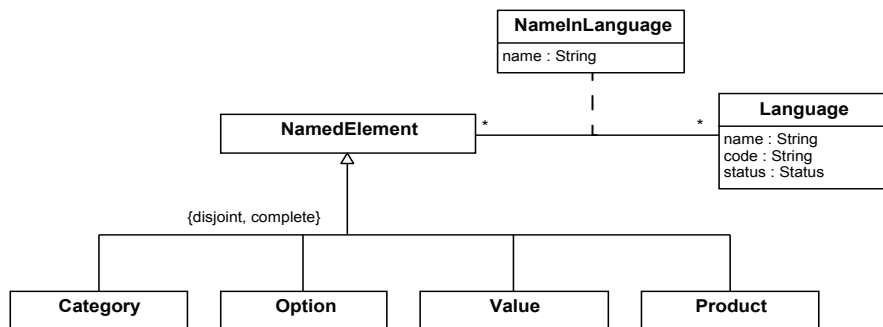 NameInLanguage
name : String
Language
name : String
code : String
status : Status
NamedElement
*
*
{disjoint, complete}
Category
Option
Value
Product